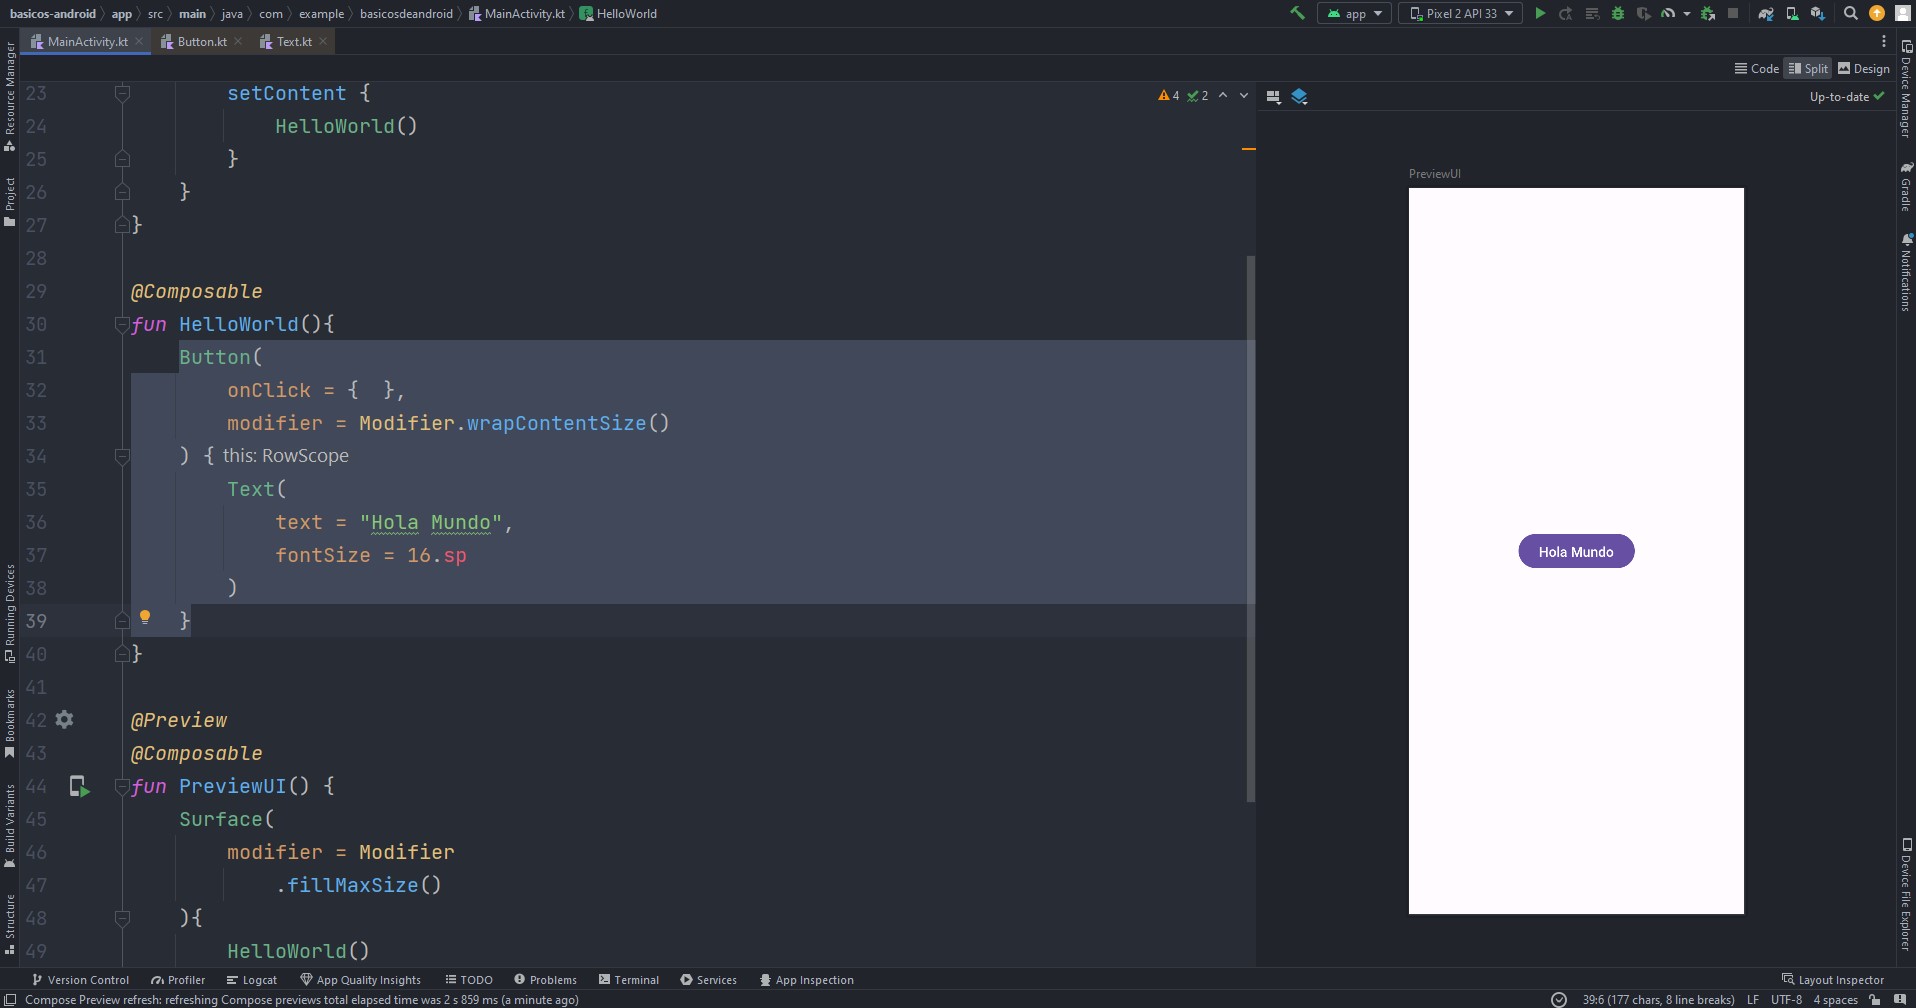 basicos-android app src main java com example basicosdeandroid MainActivity.kt HelloWorld
app Pixel 2 API 33
MainActivity.kt Button.kt Text.kt
Code Split Design
4 2
Up-to-date
23 setContent {
24 HelloWorld()
25 }
26 }
27 }
28
29 @Composable
30 fun HelloWorld(){
31 Button(
32 onClick = {  },
33 modifier = Modifier.wrapContentSize()
34 ) { this: RowScope
35 Text(
36 text = "Hola Mundo",
37 fontSize = 16.sp
38 )
39 }
40 }
41
42 @Preview
43 @Composable
44 fun PreviewUI() {
45 Surface(
46 modifier = Modifier
47 .fillMaxSize()
48 ){
49 HelloWorld()
PreviewUI
Hola Mundo
Resource Manager
Project
Running Devices
Bookmarks
Build Variants
Structure
Device Manager
Gradle
Notifications
Device File Explorer
Version Control Profiler Logcat App Quality Insights TODO Problems Terminal Services App Inspection Layout Inspector
Compose Preview refresh: refreshing Compose previews total elapsed time was 2 s 859 ms (a minute ago) 39:6 (177 chars, 8 line breaks) LF UTF-8 4 spaces